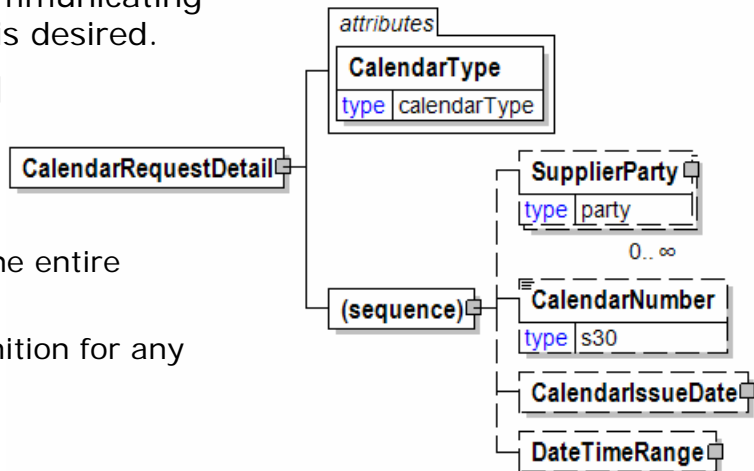 mmunicating
is desired.
attributes
CalendarType
type calendarType
CalendarRequestDetail
SupplierParty
type party
0.. ∞
ne entire
(sequence)
CalendarNumber
type s30
nition for any
CalendarIssueDate
DateTimeRange